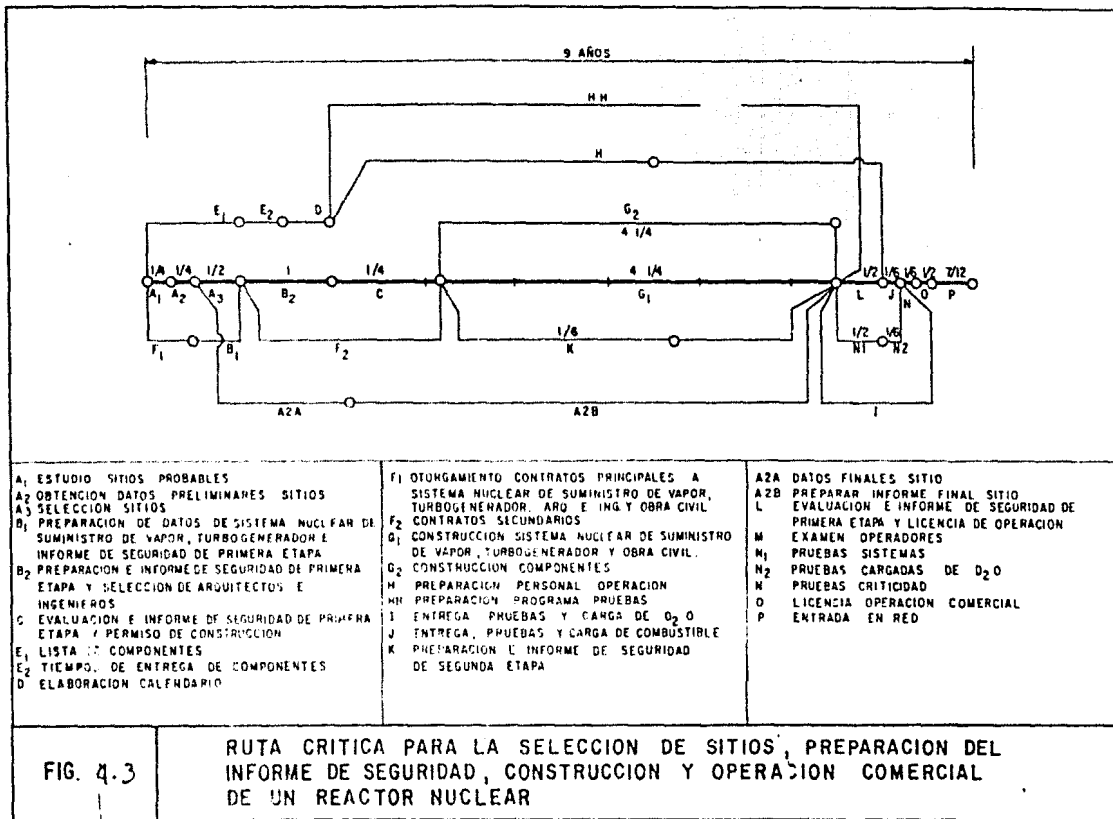 9 AÑOS
H H
H
E1 E2 D
G2
4 1/4
1/4 1/4 1/2 1 1/4 4 1/4 1/2 1/6 1/6 1/2 7/12
A1 A2 A3 B2 C G1 L J N O P
F1 B1 F2
1/6
K
1/2 1/6
N1 N2
A2A A2B I
A1 ESTUDIO SITIOS PROBABLES
A2 OBTENCION DATOS PRELIMINARES SITIOS
A3 SELECCION SITIOS
B1 PREPARACION DE DATOS DE SISTEMA NUCLEAR DE
SUMINISTRO DE VAPOR, TURBOGENERADOR E
INFORME DE SEGURIDAD DE PRIMERA ETAPA
B2 PREPARACION E INFORME DE SEGURIDAD DE PRIMERA
ETAPA Y SELECCION DE ARQUITECTOS E
INGENIEROS
C EVALUACION E INFORME DE SEGURIDAD DE PRIMERA
ETAPA Y PERMISO DE CONSTRUCCION
E1 LISTA DE COMPONENTES
E2 TIEMPO. DE ENTREGA DE COMPONENTES
D ELABORACION CALENDARIO
F1 OTORGAMIENTO CONTRATOS PRINCIPALES A
SISTEMA NUCLEAR DE SUMINISTRO DE VAPOR,
TURBOGENERADOR, ARQ E ING. Y OBRA CIVIL
F2 CONTRATOS SECUNDARIOS
G1 CONSTRUCCION SISTEMA NUCLEAR DE SUMINISTRO
DE VAPOR, TURBOGENERADOR Y OBRA CIVIL.
G2 CONSTRUCCION COMPONENTES
H PREPARACION PERSONAL OPERACION
HH PREPARACION PROGRAMA PRUEBAS
I ENTREGA PRUEBAS Y CARGA DE D2O
J ENTREGA, PRUEBAS Y CARGA DE COMBUSTIBLE
K PREPARACION E INFORME DE SEGURIDAD
DE SEGUNDA ETAPA
A2A DATOS FINALES SITIO
A2B PREPARAR INFORME FINAL SITIO
L EVALUACION E INFORME DE SEGURIDAD DE
PRIMERA ETAPA Y LICENCIA DE OPERACION
M EXAMEN OPERADORES
N1 PRUEBAS SISTEMAS
N2 PRUEBAS CARGADAS DE D2O
N PRUEBAS CRITICIDAD
O LICENCIA OPERACION COMERCIAL
P ENTRADA EN RED
FIG. 4.3
RUTA CRITICA PARA LA SELECCION DE SITIOS, PREPARACION DEL
INFORME DE SEGURIDAD, CONSTRUCCION Y OPERACION COMERCIAL
DE UN REACTOR NUCLEAR